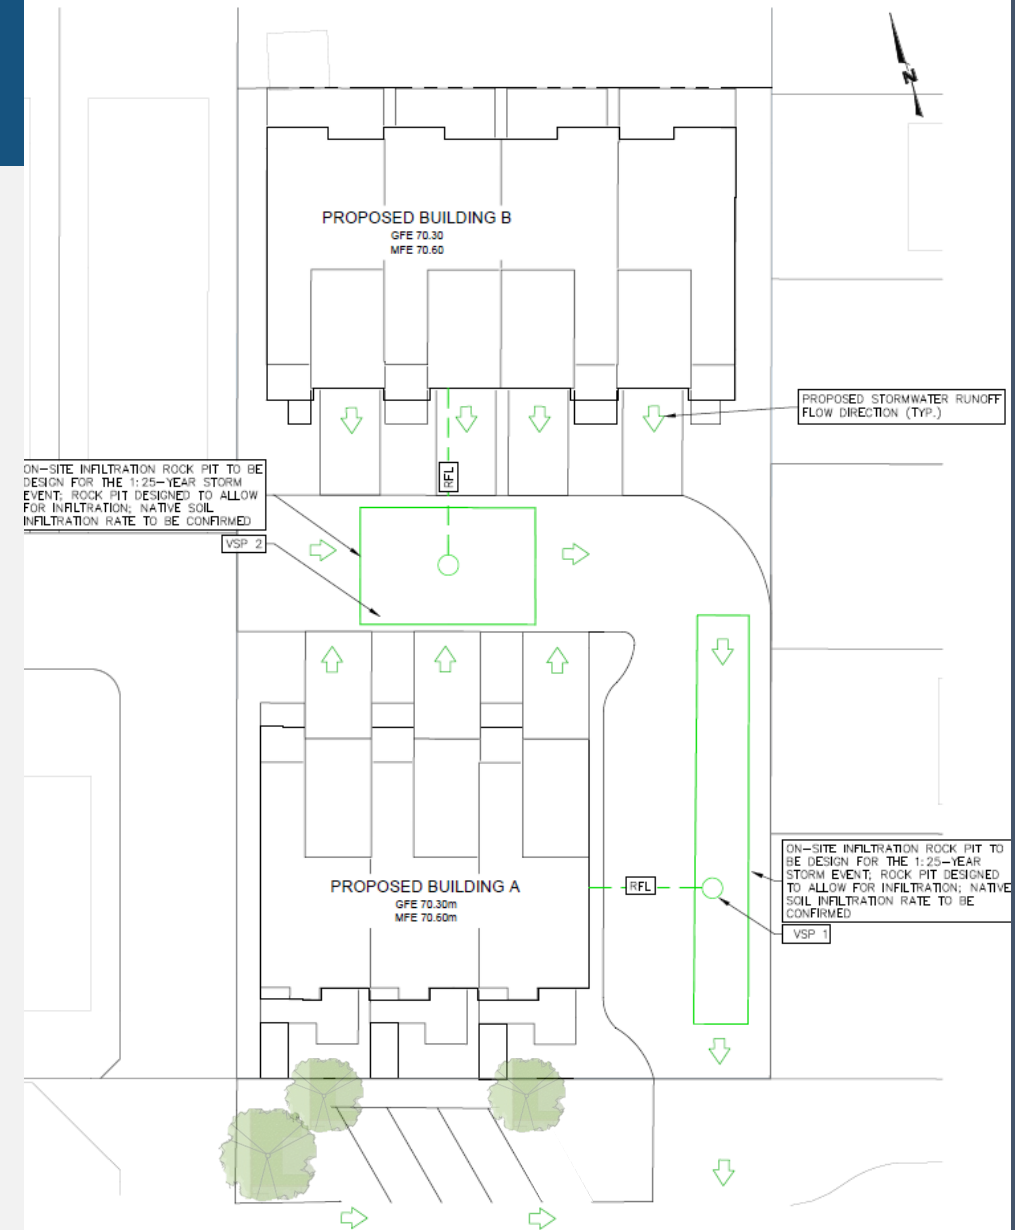 N
PROPOSED BUILDING B
GFE 70.30
MFE 70.60
PROPOSED STORMWATER RUNOFF
FLOW DIRECTION (TYP.)
RFL
ON-SITE INFILTRATION ROCK PIT TO BE
DESIGN FOR THE 1:25-YEAR STORM
EVENT; ROCK PIT DESIGNED TO ALLOW
FOR INFILTRATION; NATIVE SOIL
INFILTRATION RATE TO BE CONFIRMED
VSP 2
PROPOSED BUILDING A
GFE 70.30m
MFE 70.60m
RFL
ON-SITE INFILTRATION ROCK PIT TO
BE DESIGN FOR THE 1:25-YEAR
STORM EVENT; ROCK PIT DESIGNED
TO ALLOW FOR INFILTRATION; NATIVE
SOIL INFILTRATION RATE TO BE
CONFIRMED
VSP 1